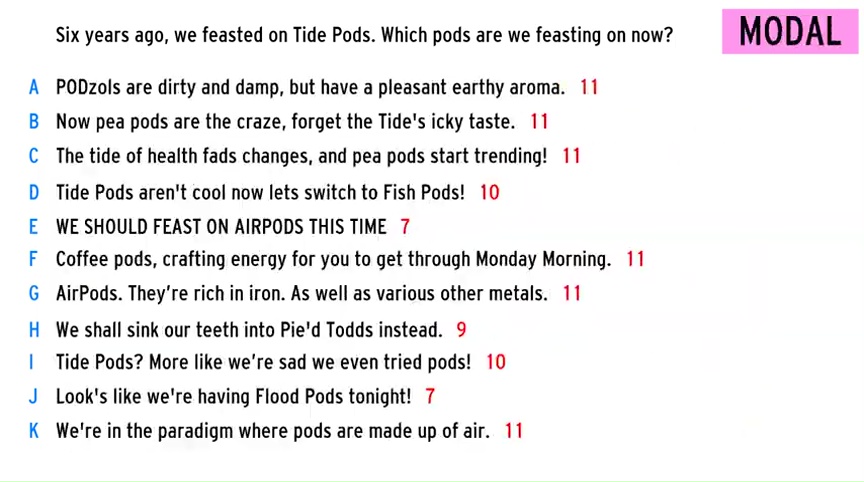 Six years ago, we feasted on Tide Pods. Which pods are we feasting on now?
MODAL
A PODzols are dirty and damp, but have a pleasant earthy aroma. 11
B Now pea pods are the craze, forget the Tide's icky taste. 11
C The tide of health fads changes, and pea pods start trending! 11
D Tide Pods aren't cool now lets switch to Fish Pods! 10
E WE SHOULD FEAST ON AIRPODS THIS TIME 7
F Coffee pods, crafting energy for you to get through Monday Morning. 11
G AirPods. They’re rich in iron. As well as various other metals. 11
H We shall sink our teeth into Pie'd Todds instead. 9
I Tide Pods? More like we’re sad we even tried pods! 10
J Look's like we're having Flood Pods tonight! 7
K We're in the paradigm where pods are made up of air. 11